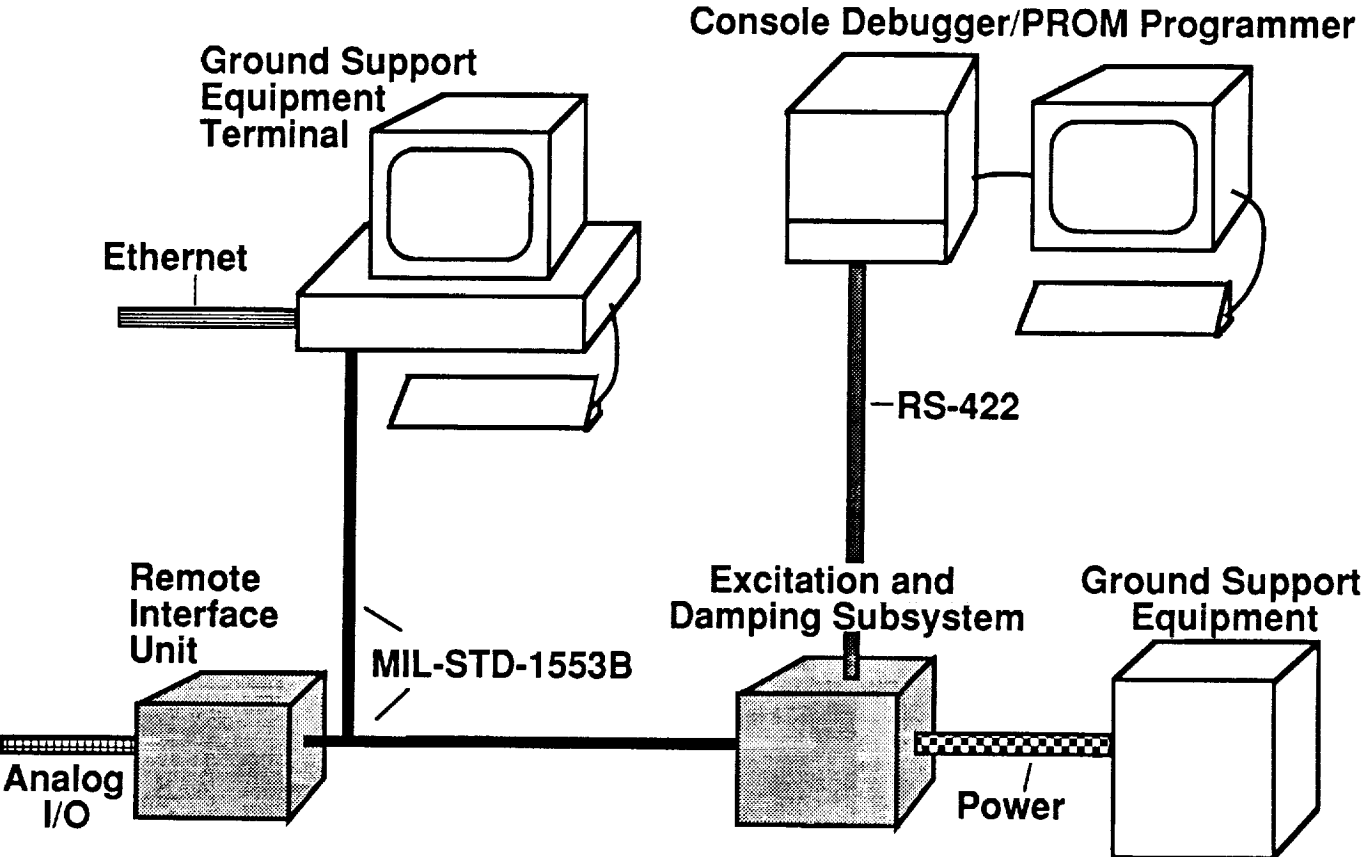 Console Debugger/PROM Programmer
Ground Support
Equipment
Terminal
Ethernet
RS-422
Remote
Interface
Unit
MIL-STD-1553B
Excitation and
Damping Subsystem
Ground Support
Equipment
Analog
I/O
Power